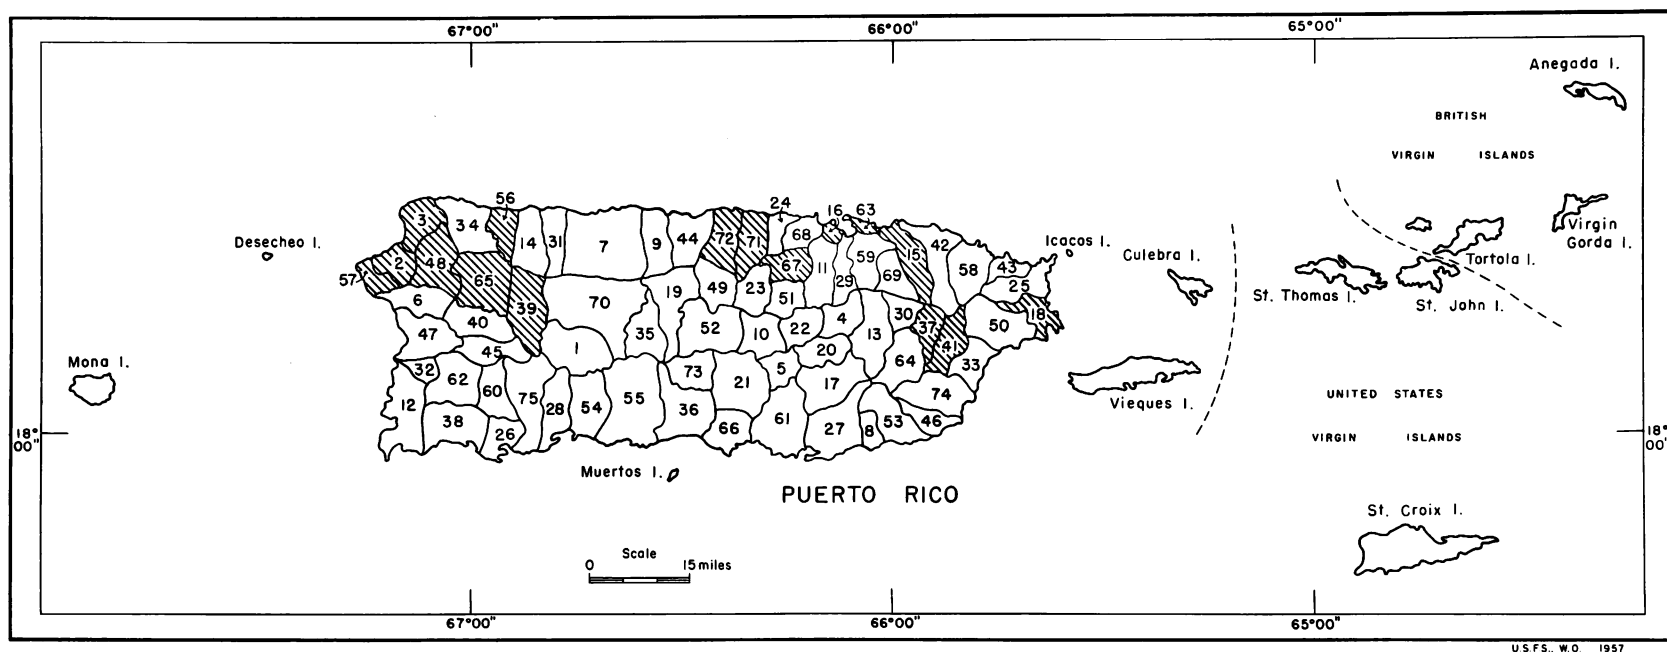 67°00" 66°00" 65°00"
Anegada I.
BRITISH
VIRGIN ISLANDS
56
24 16 63
3 34 14 31 7 9 44 72 71 68 42
Desecheo I. Icacos I. Culebra I. Virgin
Gorda I.
Tortola I.
57 2 48 65 67 11 59 15 58 43
39 19 49 23 29 69 25
St. Thomas I. St. John I.
6 70 51 30 18
47 40 35 52 10 22 4 13 37 50
45 1 20 41
Mona I. 32 62 73 5 64 33
12 60 75 28 54 55 36 21 17 74
Vieques I.
UNITED STATES
VIRGIN ISLANDS
38 26 66 61 27 8 53 46
18°
00" 18°
00"
Muertos I.
PUERTO RICO
St. Croix I.
Scale
0 15 miles
67°00" 66°00" 65°00"
U.S.F.S., W.O. 1957